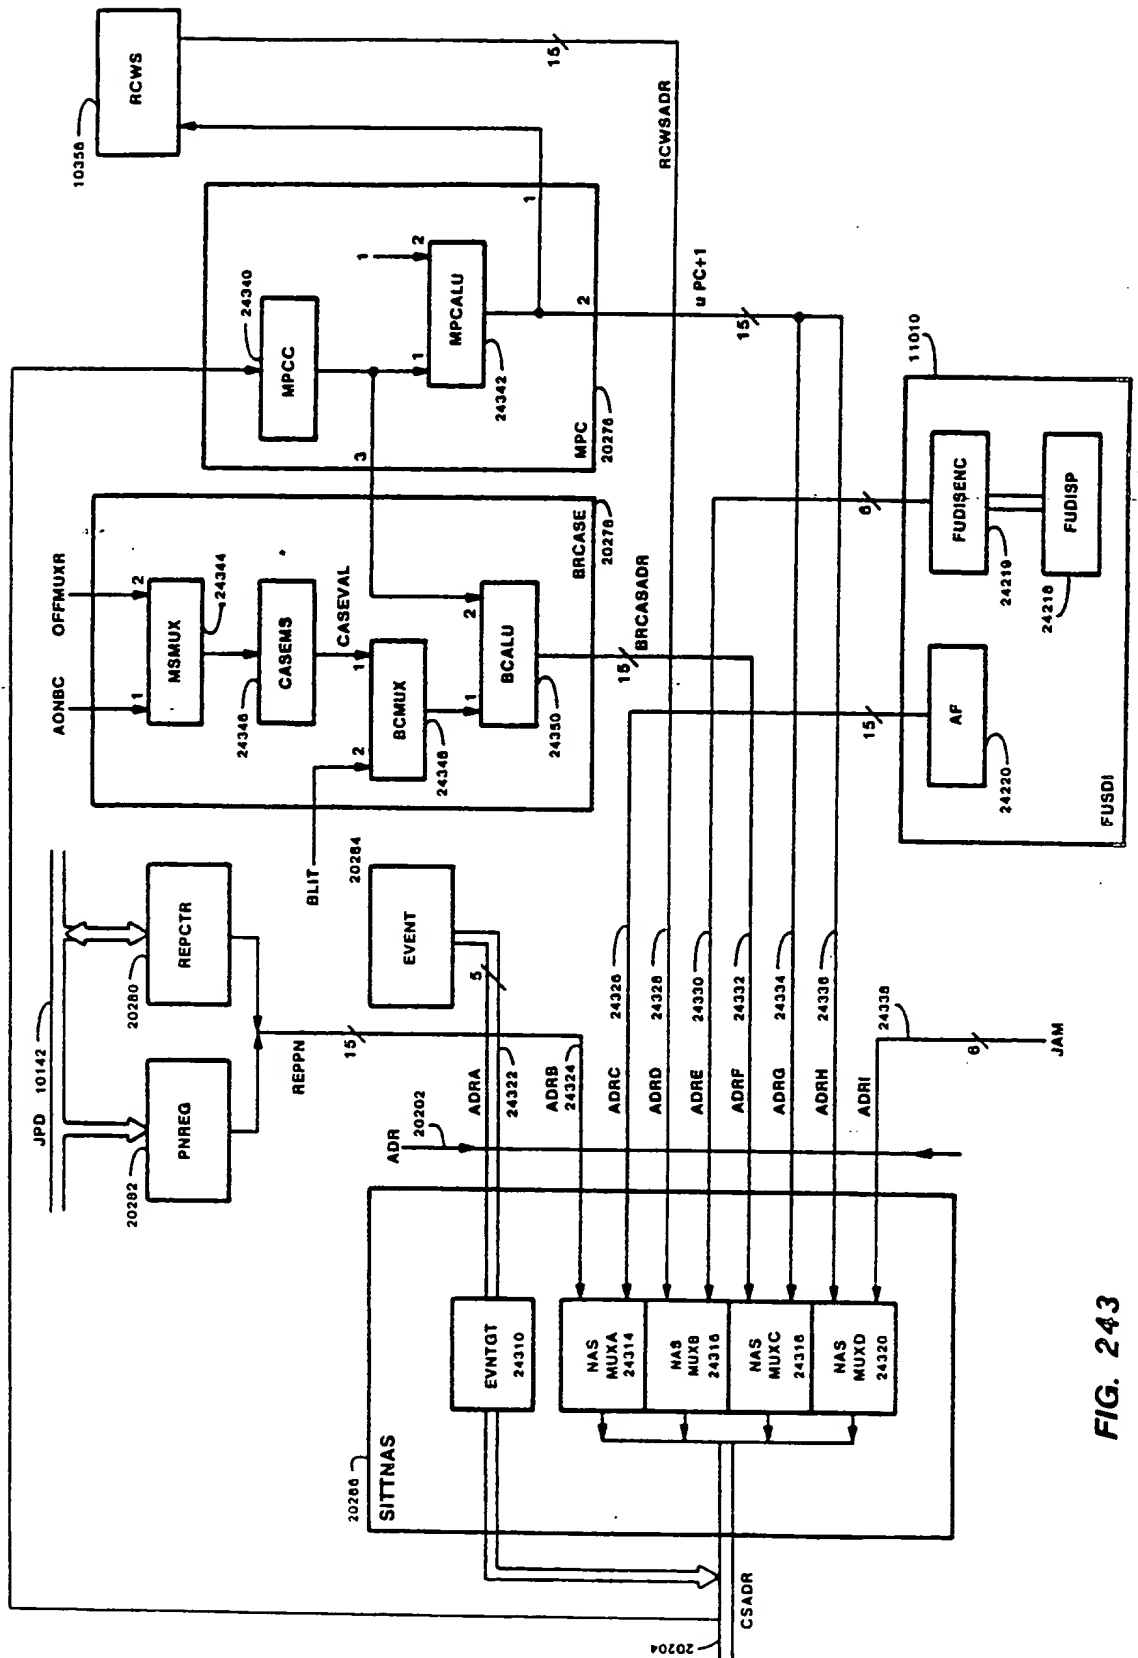 RCWS
10358
15
RCWSADR
1
MPCC
24340
1
2
1
MPCALU
24342
2
u PC+1
15
MPC
20276
3
OFFMUXR
AONBC
2
1
MSMUX
24344
CASEMS
24346
CASEVAL
1
2
BCMUX
24348
BLIT
2
1
BCALU
24350
BRCASE
20278
15
BRCASADR
11010
FUDISENC
24219
FUDISP
24218
6
AF
24220
15
FUSDI
JPD 10142
REPCTR
20280
PNREG
20282
REPPN
15
EVENT
20284
5
ADRA
24322
ADRB
24324
ADRC
24326
ADRD
24328
ADRE
24330
ADRF
24332
ADRG
24334
ADRH
24336
ADRI
24338
6
JAM
ADR
20202
20286
SITTNAS
EVNTGT
24310
NAS
MUXA
24314
NAS
MUXB
24316
NAS
MUXC
24318
NAS
MUXD
24320
CSADR
20204
FIG. 243